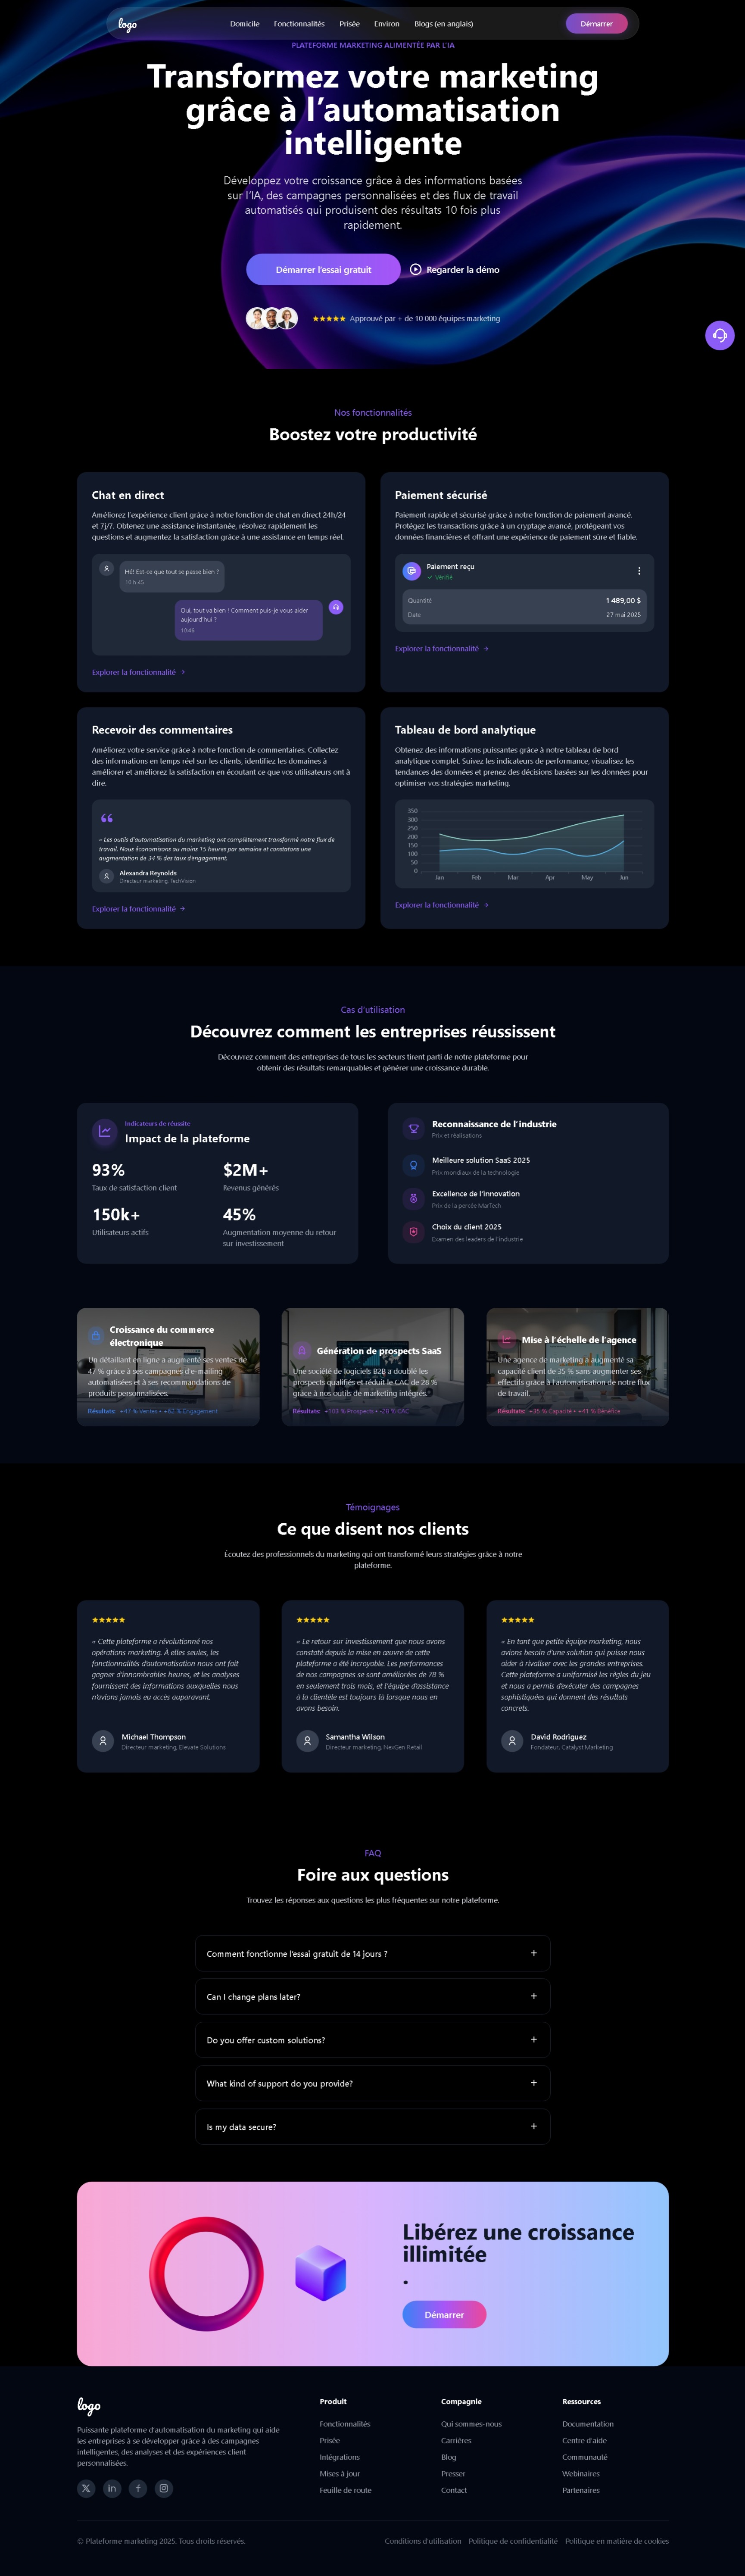 logo
Domicile Fonctionnalités Prisée Environ Blogs (en anglais) Démarrer
PLATEFORME MARKETING ALIMENTÉE PAR L'IA
Transformez votre marketing
grâce à l'automatisation
intelligente
Développez votre croissance grâce à des informations basées
sur l'IA, des campagnes personnalisées et des flux de travail
automatisés qui produisent des résultats 10 fois plus
rapidement.
Démarrer l'essai gratuit Regarder la démo
Approuvé par + de 10 000 équipes marketing
Nos fonctionnalités
Boostez votre productivité
Chat en direct
Améliorez l'expérience client grâce à notre fonction de chat en direct 24h/24
et 7j/7. Obtenez une assistance instantanée, résolvez rapidement les
questions et augmentez la satisfaction grâce à une assistance en temps réel.
Hé! Est-ce que tout se passe bien ?
10 h 45
Oui, tout va bien ! Comment puis-je vous aider
aujourd'hui ?
10:46
Explorer la fonctionnalité
Paiement sécurisé
Paiement rapide et sécurisé grâce à notre fonction de paiement avancé.
Protégez les transactions grâce à un cryptage avancé, protégeant vos
données financières et offrant une expérience de paiement sûre et fiable.
Paiement reçu
Vérifié
Quantité 1 489,00 $
Date 27 mai 2025
Explorer la fonctionnalité
Recevoir des commentaires
Améliorez votre service grâce à notre fonction de commentaires. Collectez
des informations en temps réel sur les clients, identifiez les domaines à
améliorer et améliorez la satisfaction en écoutant ce que vos utilisateurs ont à
dire.
« Les outils d'automatisation du marketing ont complètement transformé notre flux de
travail. Nous économisons au moins 15 heures par semaine et constatons une
augmentation de 34 % des taux d'engagement.
Alexandra Reynolds
Directeur marketing, TechVision
Explorer la fonctionnalité
Tableau de bord analytique
Obtenez des informations puissantes grâce à notre tableau de bord
analytique complet. Suivez les indicateurs de performance, visualisez les
tendances des données et prenez des décisions basées sur les données pour
optimiser vos stratégies marketing.
350
300
250
200
150
100
50
0
Jan Feb Mar Apr May Jun
Explorer la fonctionnalité
Cas d'utilisation
Découvrez comment les entreprises réussissent
Découvrez comment des entreprises de tous les secteurs tirent parti de notre plateforme pour
obtenir des résultats remarquables et générer une croissance durable.
Indicateurs de réussite
Impact de la plateforme
93% $2M+
Taux de satisfaction client Revenus générés
150k+ 45%
Utilisateurs actifs Augmentation moyenne du retour
sur investissement
Reconnaissance de l'industrie
Prix et réalisations
Meilleure solution SaaS 2025
Prix mondiaux de la technologie
Excellence de l'innovation
Prix de la percée MarTech
Choix du client 2025
Examen des leaders de l'industrie
Croissance du commerce
électronique
Un détaillant en ligne a augmenté ses ventes de
47 % grâce à ses campagnes d'e-mailing
automatisées et à ses recommandations de
produits personnalisées.
Résultats: +47 % Ventes • +62 % Engagement
Génération de prospects SaaS
Une société de logiciels B2B a doublé les
prospects qualifiés et réduit le CAC de 28 %
grâce à nos outils de marketing intégrés.
Résultats: +103 % Prospects • -28 % CAC
Mise à l'échelle de l'agence
Une agence de marketing a augmenté sa
capacité client de 35 % sans augmenter ses
effectifs grâce à l'automatisation de notre flux
de travail.
Résultats: +35 % Capacité • +41 % Bénéfice
Témoignages
Ce que disent nos clients
Écoutez des professionnels du marketing qui ont transformé leurs stratégies grâce à notre
plateforme.
« Cette plateforme a révolutionné nos
opérations marketing. À elles seules, les
fonctionnalités d'automatisation nous ont fait
gagner d'innombrables heures, et les analyses
fournissent des informations auxquelles nous
n'avions jamais eu accès auparavant.
Michael Thompson
Directeur marketing, Elevate Solutions
« Le retour sur investissement que nous avons
constaté depuis la mise en œuvre de cette
plateforme a été incroyable. Les performances
de nos campagnes se sont améliorées de 78 %
en seulement trois mois, et l'équipe d'assistance
à la clientèle est toujours là lorsque nous en
avons besoin.
Samantha Wilson
Directeur marketing, NexGen Retail
« En tant que petite équipe marketing, nous
avions besoin d'une solution qui puisse nous
aider à rivaliser avec les grandes entreprises.
Cette plateforme a uniformisé les règles du jeu
et nous a permis d'exécuter des campagnes
sophistiquées qui donnent des résultats
concrets.
David Rodriguez
Fondateur, Catalyst Marketing
FAQ
Foire aux questions
Trouvez les réponses aux questions les plus fréquentes sur notre plateforme.
Comment fonctionne l'essai gratuit de 14 jours ?
Can I change plans later?
Do you offer custom solutions?
What kind of support do you provide?
Is my data secure?
Libérez une croissance
illimitée
.
Démarrer
logo
Puissante plateforme d'automatisation du marketing qui aide
les entreprises à se développer grâce à des campagnes
intelligentes, des analyses et des expériences client
personnalisées.
Produit
Fonctionnalités
Prisée
Intégrations
Mises à jour
Feuille de route
Compagnie
Qui sommes-nous
Carrières
Blog
Presser
Contact
Ressources
Documentation
Centre d'aide
Communauté
Webinaires
Partenaires
© Plateforme marketing 2025. Tous droits réservés.
Conditions d'utilisation Politique de confidentialité Politique en matière de cookies